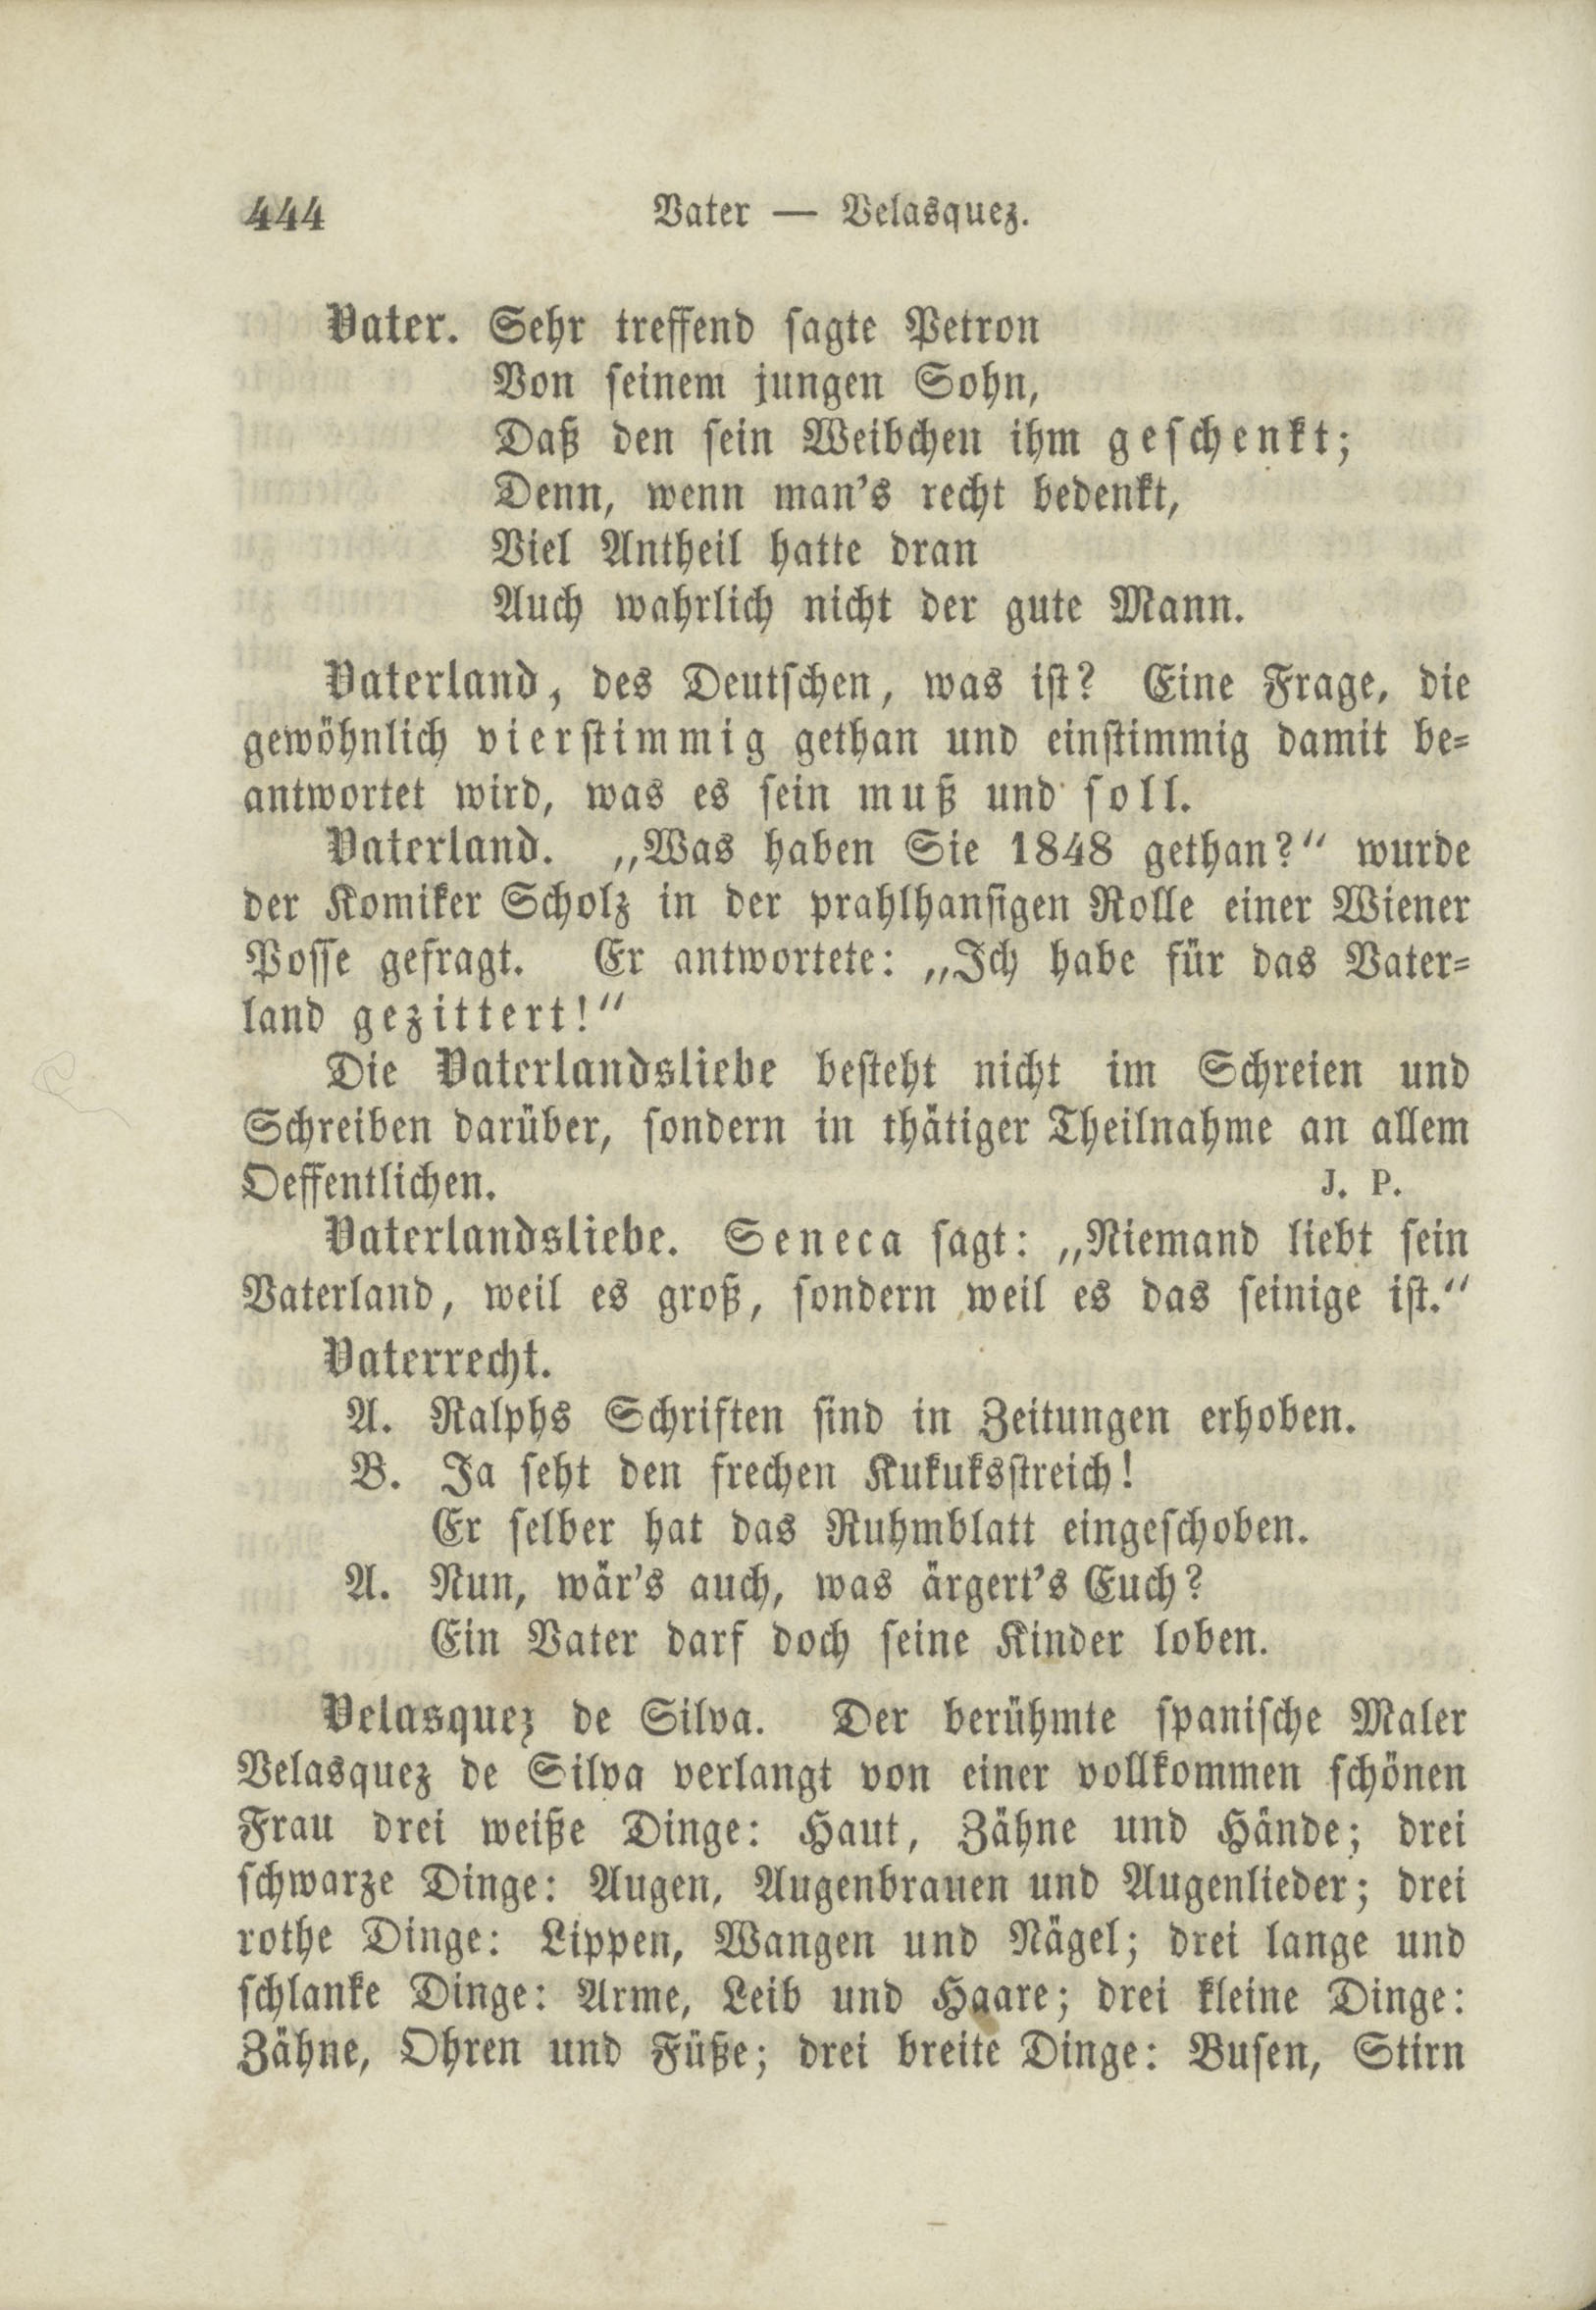 444 Vater — Velasquez.
Vater. Sehr treffend sagte Petron
Von seinem jungen Sohn,
Daß den sein Weibchen ihm geschenkt;
Denn, wenn man's recht bedenkt,
Viel Antheil hatte dran
Auch wahrlich nicht der gute Mann.
Vaterland, des Deutschen, was ist? Eine Frage, die
gewöhnlich vierstimmig gethan und einstimmig damit be-
antwortet wird, was es sein muß und soll.
Vaterland. „Was haben Sie 1848 gethan?“ wurde
der Komiker Scholz in der prahlhansigen Rolle einer Wiener
Posse gefragt. Er antwortete: „Ich habe für das Vater-
land gezittert!“
Die Vaterlandsliebe besteht nicht im Schreien und
Schreiben darüber, sondern in thätiger Theilnahme an allem
Oeffentlichen. J. P.
Vaterlandsliebe. Seneca sagt: „Niemand liebt sein
Vaterland, weil es groß, sondern weil es das seinige ist.“
Vaterrecht.
A. Ralphs Schriften sind in Zeitungen erhoben.
B. Ja seht den frechen Kukuksstreich!
Er selber hat das Ruhmblatt eingeschoben.
A. Nun, wär's auch, was ärgert's Euch?
Ein Vater darf doch seine Kinder loben.
Velasquez de Silva. Der berühmte spanische Maler
Velasquez de Silva verlangt von einer vollkommen schönen
Frau drei weiße Dinge: Haut, Zähne und Hände; drei
schwarze Dinge: Augen, Augenbrauen und Augenlieder; drei
rothe Dinge: Lippen, Wangen und Nägel; drei lange und
schlanke Dinge: Arme, Leib und Haare; drei kleine Dinge:
Zähne, Ohren und Füße; drei breite Dinge: Busen, Stirn